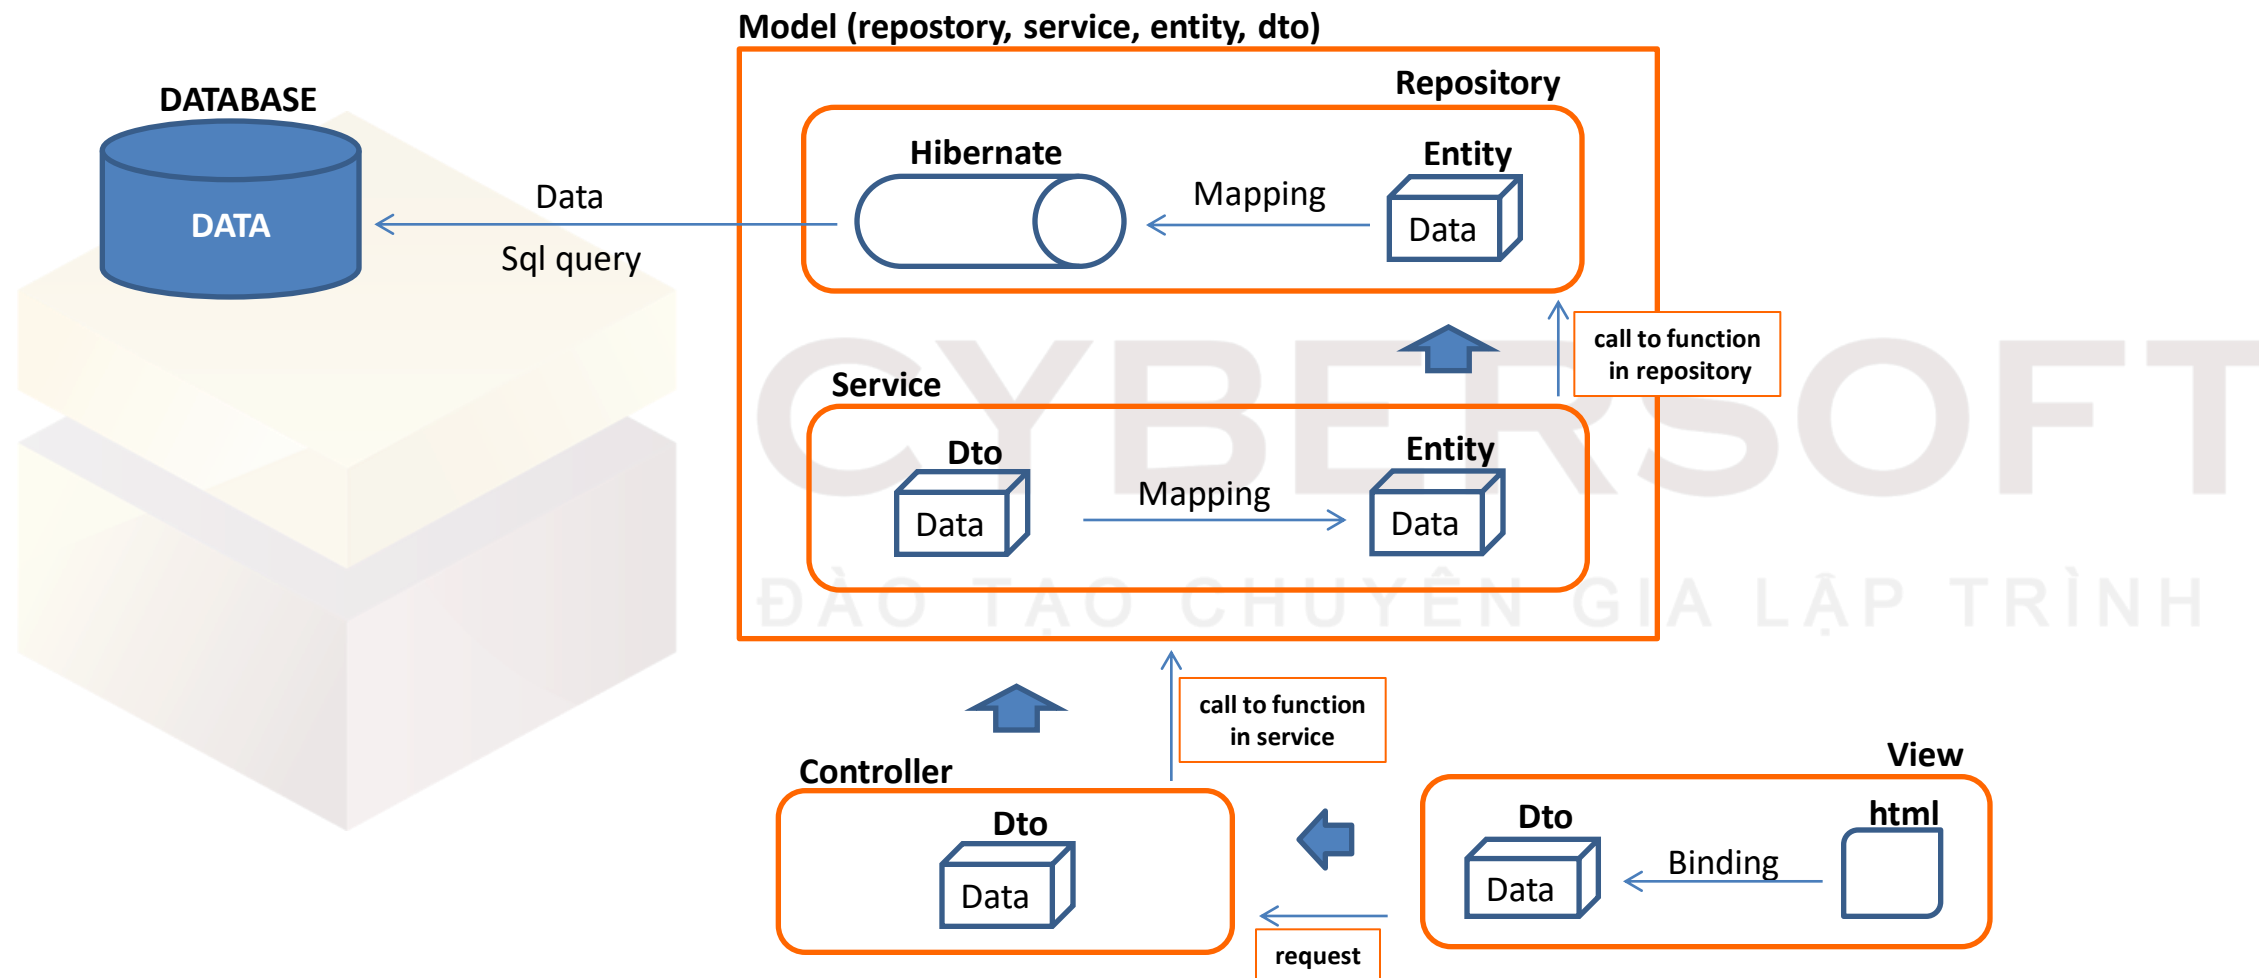 Model (repostory, service, entity, dto)
DATABASE
DATA
Data
Sql query
Repository
Hibernate
Mapping
Entity
Data
call to function
in repository
Service
Dto
Data
Mapping
Entity
Data
CYBERSOFT
ĐÀO TẠO CHUYÊN GIA LẬP TRÌNH
call to function
in service
Controller
Dto
Data
request
View
Dto
Data
Binding
html